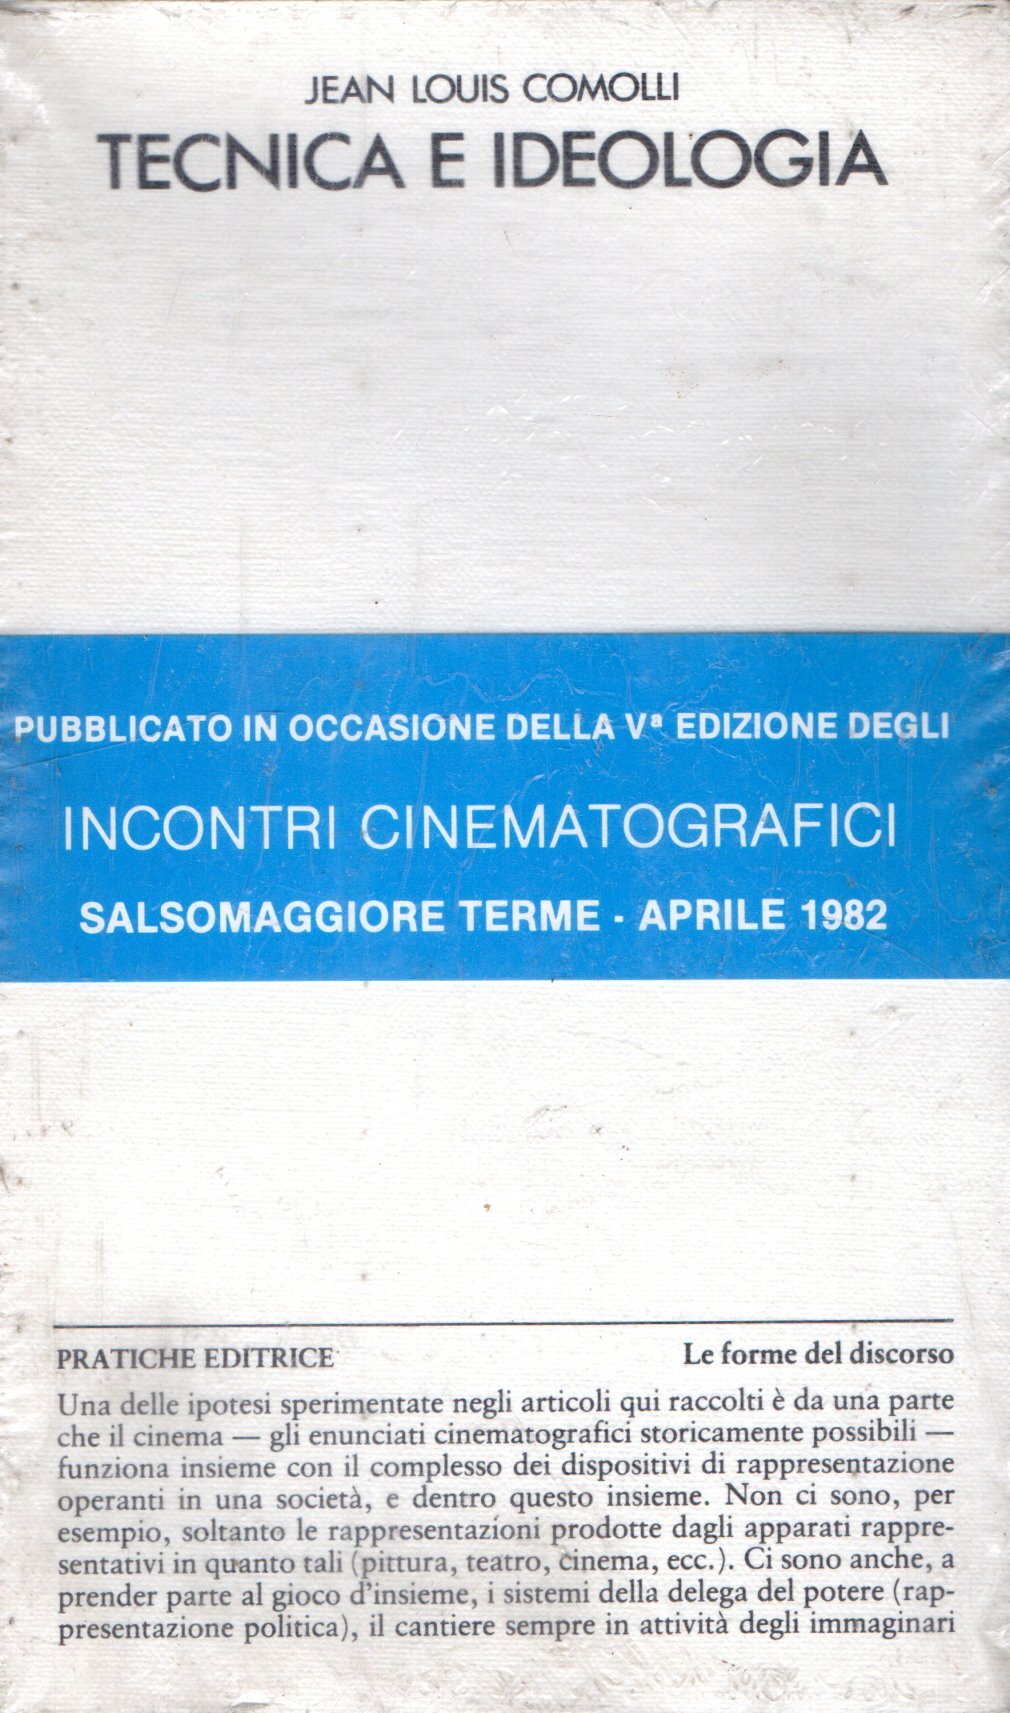 JEAN LOUIS COMOLLI
TECNICA E IDEOLOGIA
PUBBLICATO IN OCCASIONE DELLA Vª EDIZIONE DEGLI
INCONTRI CINEMATOGRAFICI
SALSOMAGGIORE TERME - APRILE 1982
PRATICHE EDITRICE Le forme del discorso
Una delle ipotesi sperimentate negli articoli qui raccolti è da una parte
che il cinema — gli enunciati cinematografici storicamente possibili —
funziona insieme con il complesso dei dispositivi di rappresentazione
operanti in una società, e dentro questo insieme. Non ci sono, per
esempio, soltanto le rappresentazioni prodotte dagli apparati rappre-
sentativi in quanto tali (pittura, teatro, cinema, ecc.). Ci sono anche, a
prender parte al gioco d'insieme, i sistemi della delega del potere (rap-
presentazione politica), il cantiere sempre in attività degli immaginari